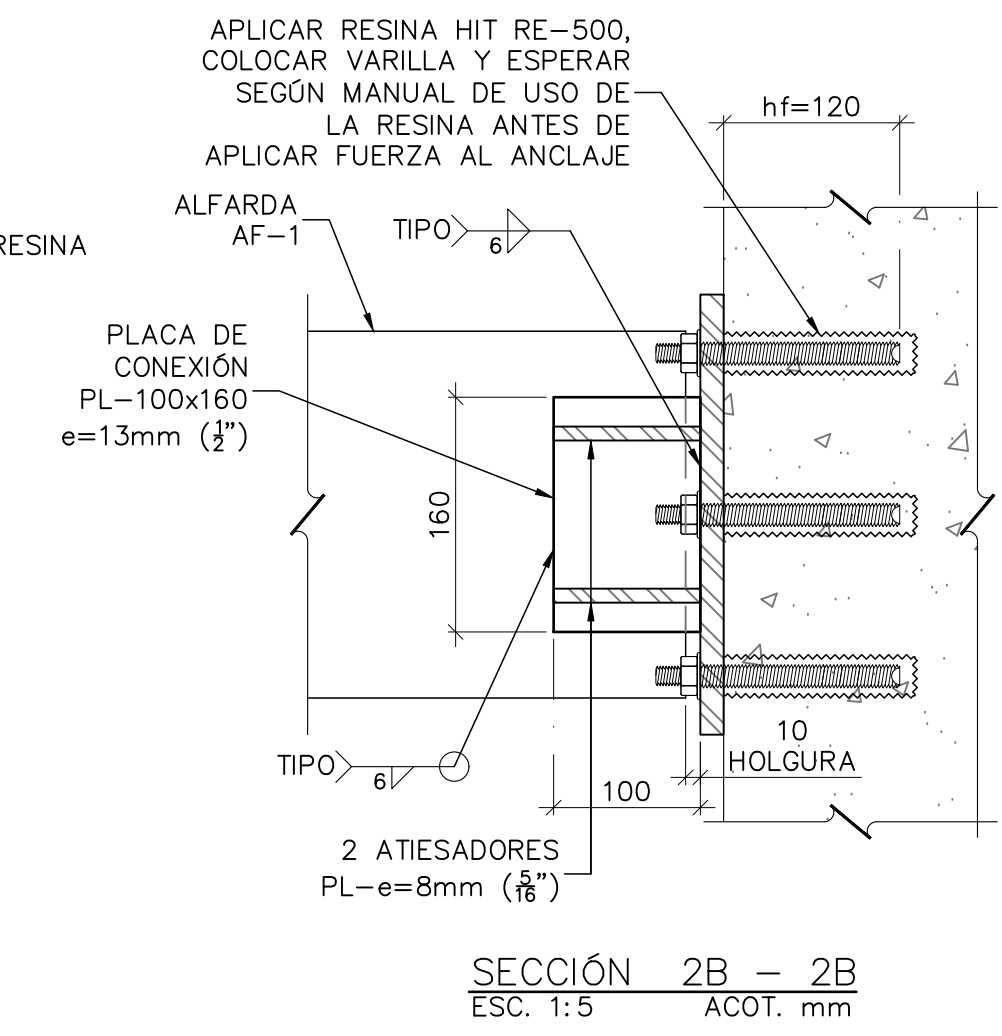 APLICAR RESINA HIT RE-500,
COLOCAR VARILLA Y ESPERAR
SEGÚN MANUAL DE USO DE
LA RESINA ANTES DE
APLICAR FUERZA AL ANCLAJE
hf=120
ALFARDA
AF-1
TIPO
6
RESINA
PLACA DE
CONEXIÓN
PL-100x160
e=13mm (1/2")
160
TIPO
6
10
HOLGURA
100
2 ATIESADORES
PL-e=8mm (5/16")
SECCIÓN 2B - 2B
ESC. 1:5 ACOT. mm